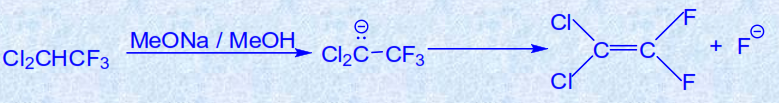 Cl₂CHCF₃ MeONa / MeOH Cl₂C̈⊖–CF₃ Cl Cl C=C F F + F⊖